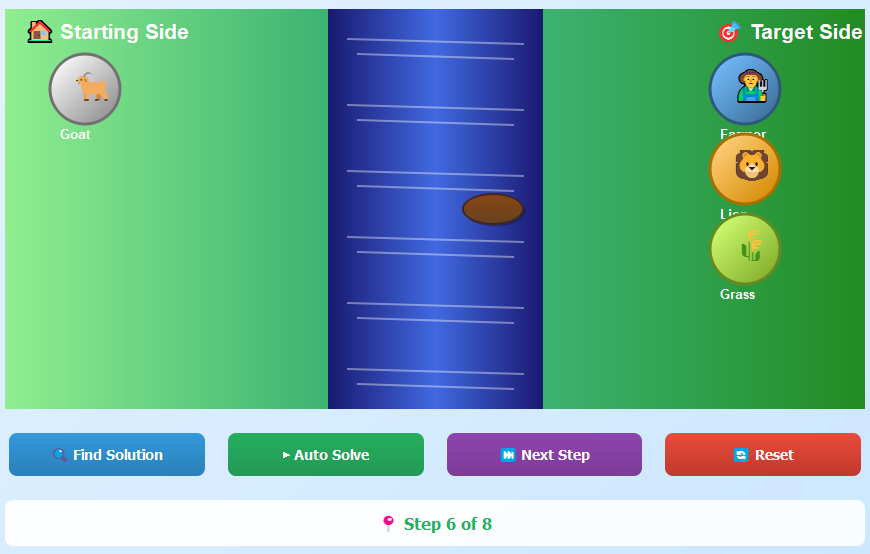 Starting Side
Target Side
Goat
Farmer
Lion
Grass
Find Solution
Auto Solve
Next Step
Reset
Step 6 of 8